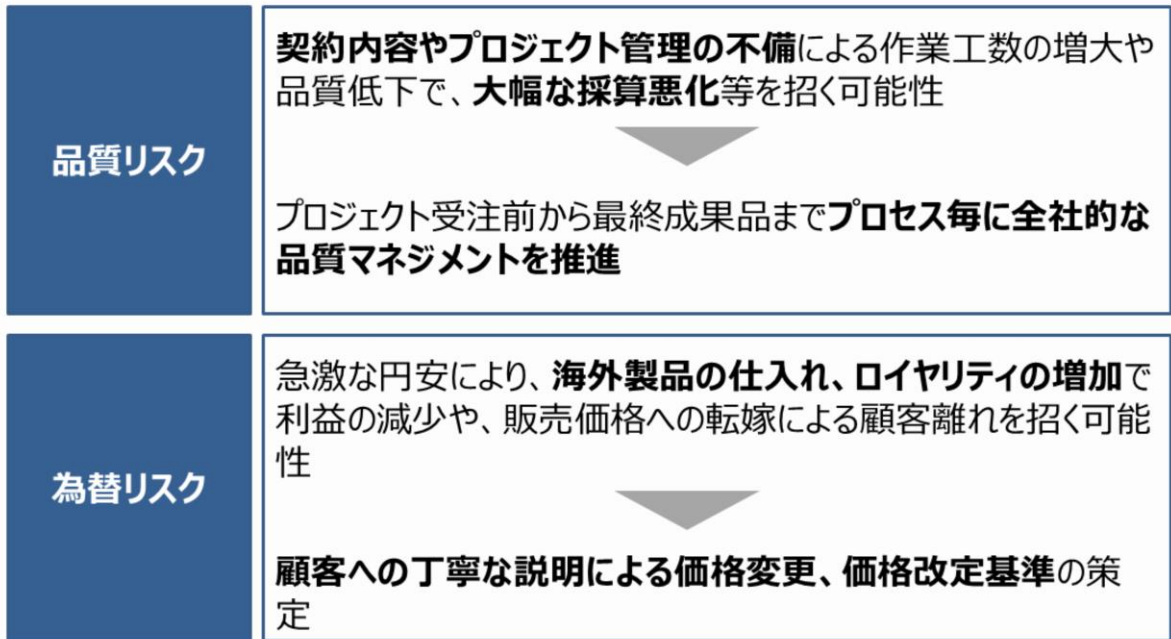 品質リスク
契約内容やプロジェクト管理の不備による作業工数の増大や
品質低下で、大幅な採算悪化等を招く可能性
プロジェクト受注前から最終成果品までプロセス毎に全社的な
品質マネジメントを推進
為替リスク
急激な円安により、海外製品の仕入れ、ロイヤリティの増加で
利益の減少や、販売価格への転嫁による顧客離れを招く可能
性
顧客への丁寧な説明による価格変更、価格改定基準の策
定